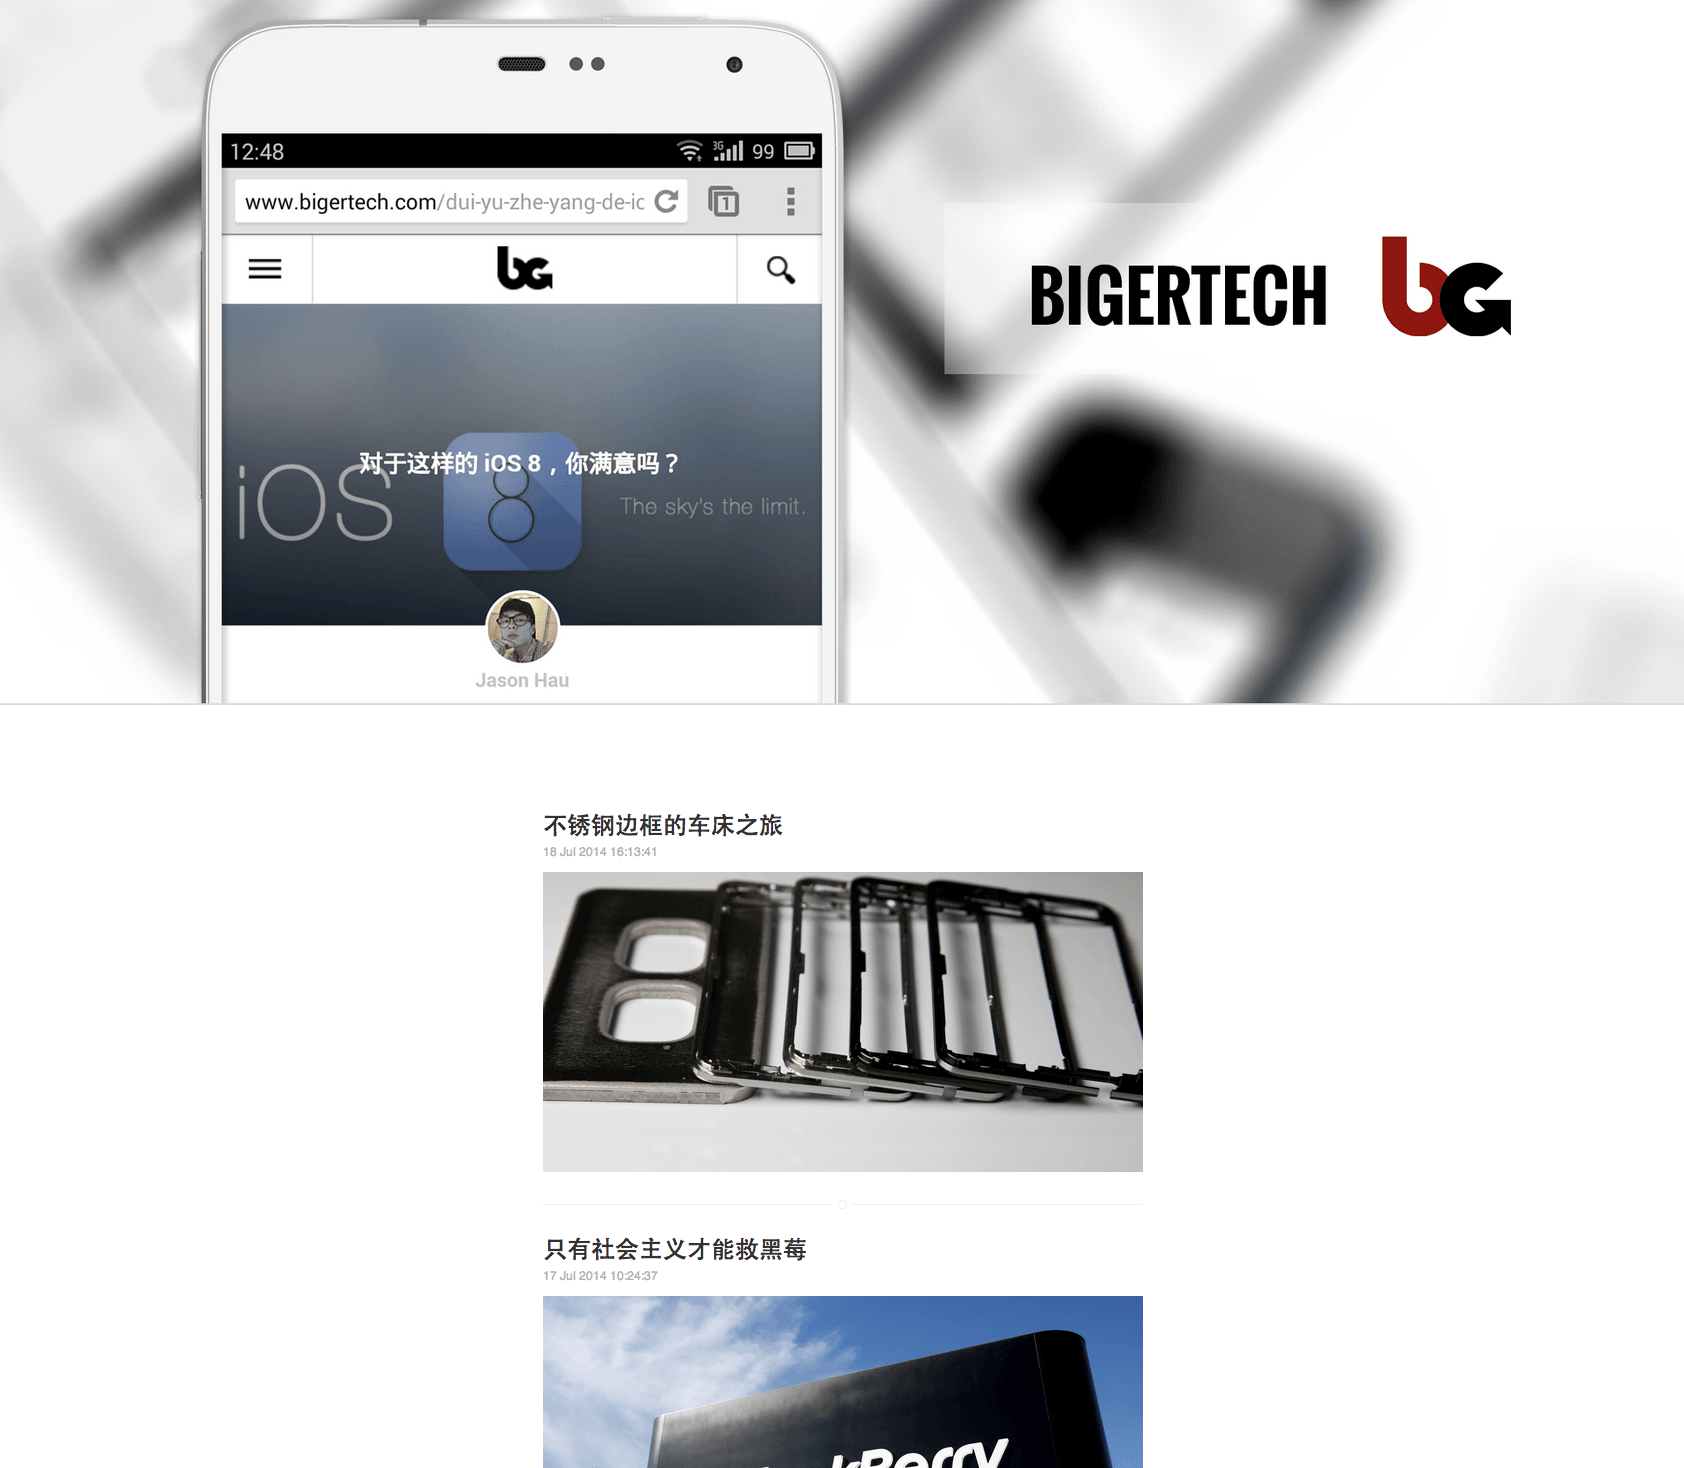 12:48
3G
99
www.bigertech.com/dui-yu-zhe-yang-de-ic
1
bG
BIGERTECH bG
对于这样的 iOS 8，你满意吗？
iOS 8 The sky's the limit.
Jason Hau
不锈钢边框的车床之旅
18 Jul 2014 16:13:41
只有社会主义才能救黑莓
17 Jul 2014 10:24:37
kBerry